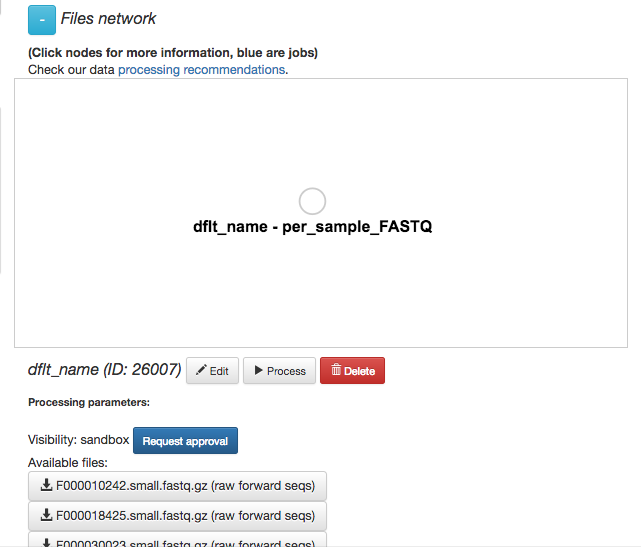 - Files network
(Click nodes for more information, blue are jobs)
Check our data processing recommendations.
dflt_name - per_sample_FASTQ
dflt_name (ID: 26007) Edit Process Delete
Processing parameters:
Visibility: sandbox Request approval
Available files:
F000010242.small.fastq.gz (raw forward seqs)
F000018425.small.fastq.gz (raw forward seqs)
F000030023.small.fastq.gz (raw forward seqs)